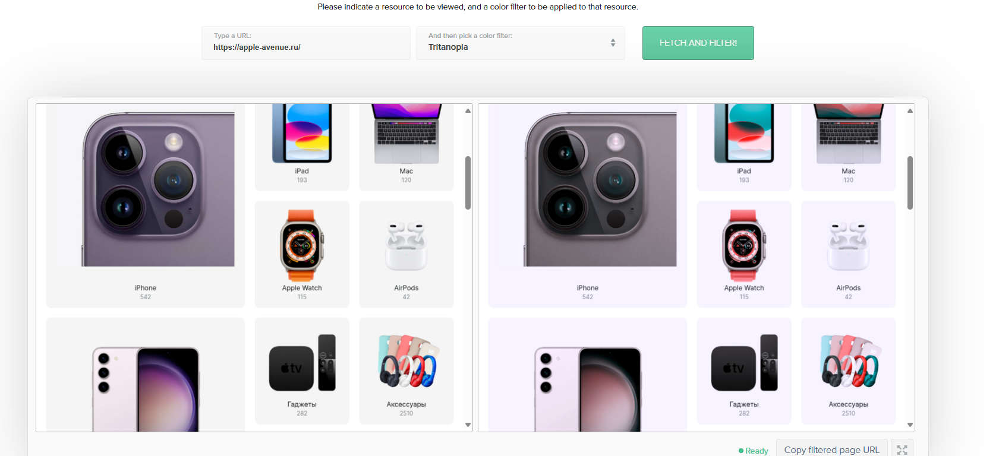 Please indicate a resource to be viewed, and a color filter to be applied to that resource.
Type a URL:
https://apple-avenue.ru/
And then pick a color filter:
Tritanopia
FETCH AND FILTER!
iPad
193
Mac
120
iPhone
542
Apple Watch
115
AirPods
42
tv
Гаджеты
282
Аксессуары
2510
iPad
193
Mac
120
iPhone
542
Apple Watch
115
AirPods
42
tv
Гаджеты
282
Аксессуары
2510
Ready
Copy filtered page URL